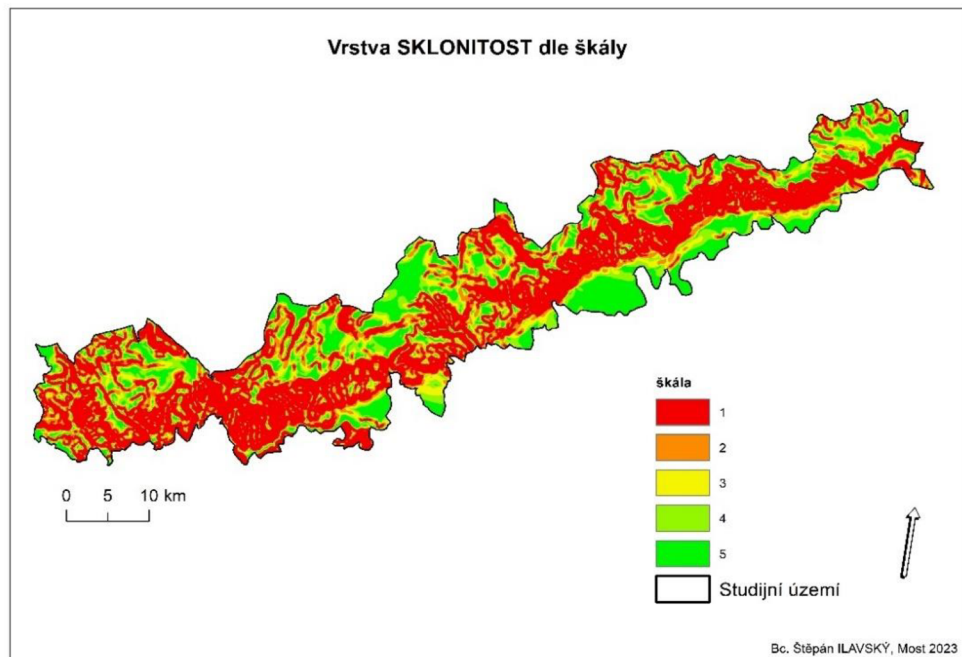 Vrstva SKLONITOST dle škály
0 5 10 km
škála
1
2
3
4
5
Studijní území
Bc. Štěpán ILAVSKÝ, Most 2023